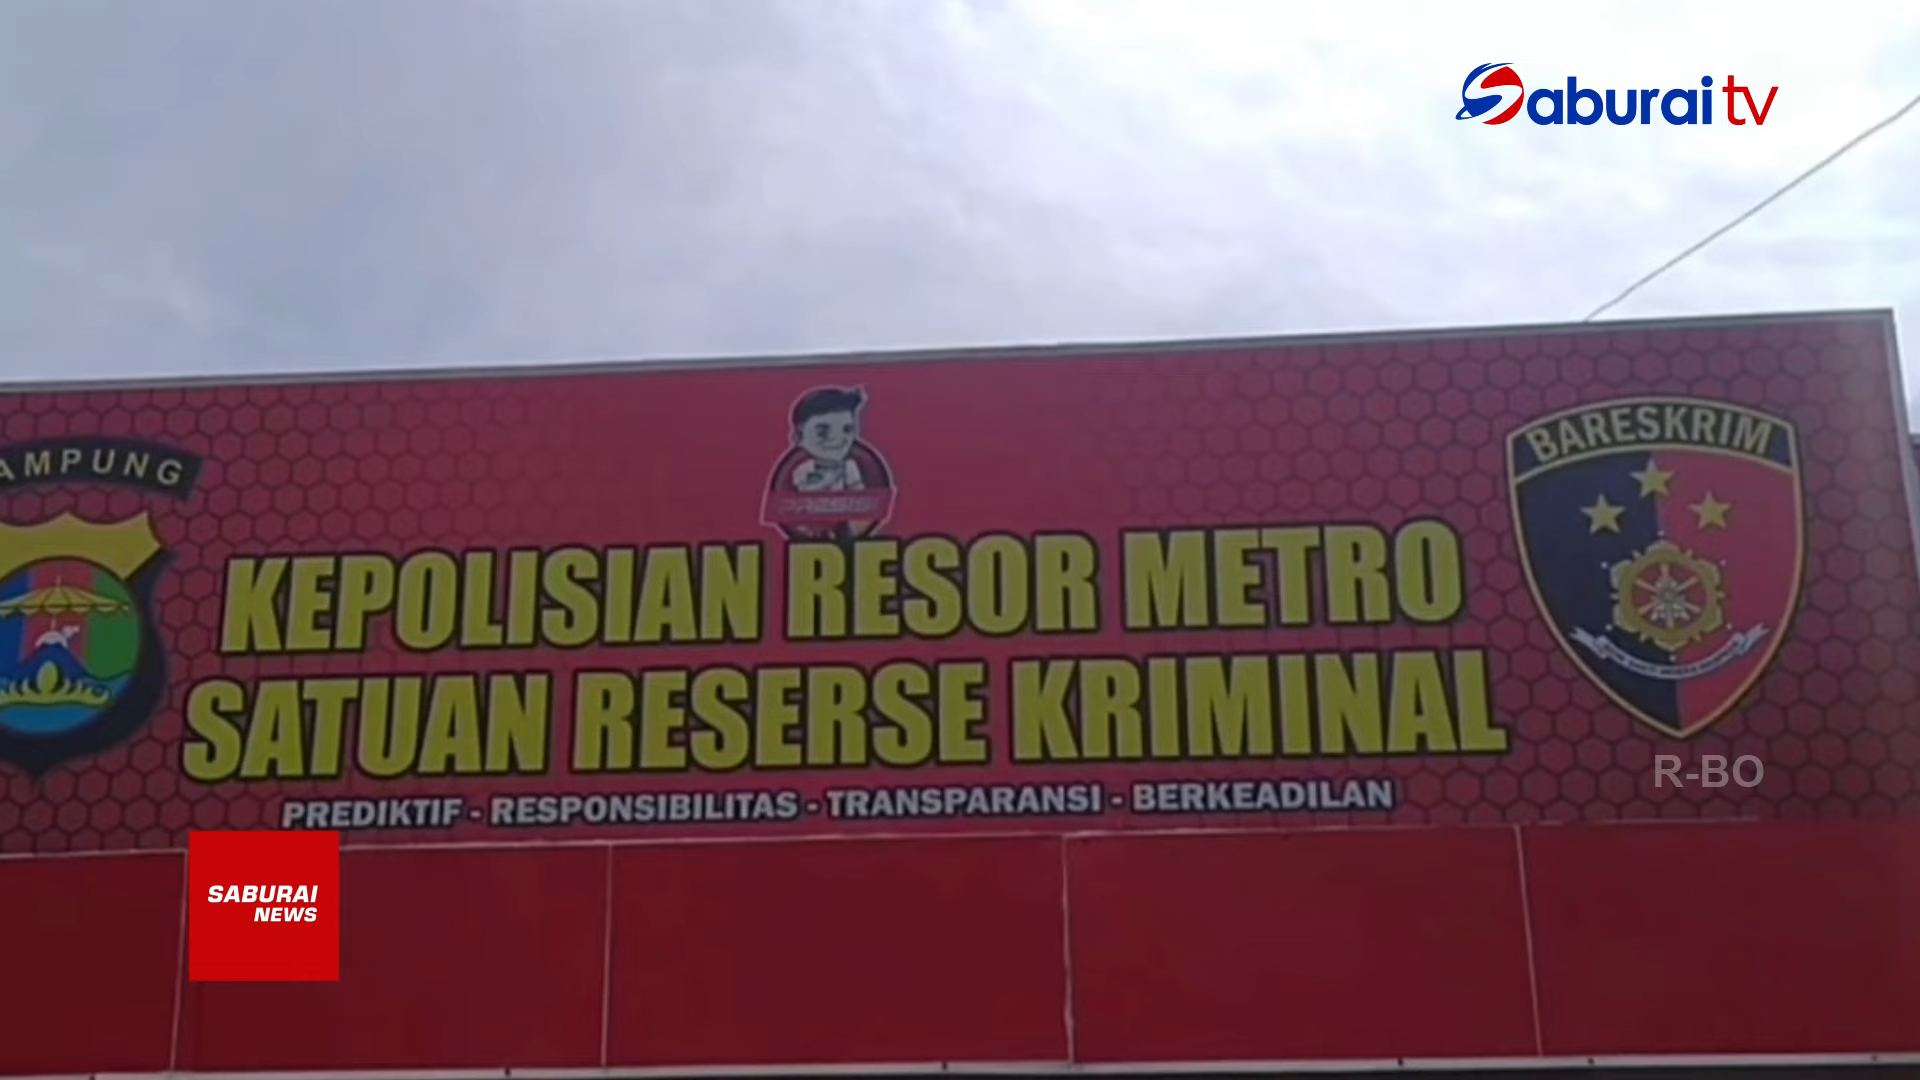 Saburai tv
AMPUNG
BARESKRIM
KEPOLISIAN RESOR METRO
SATUAN RESERSE KRIMINAL
PREDIKTIF - RESPONSIBILITAS - TRANSPARANSI - BERKEADILAN
R-BO
SABURAI
NEWS